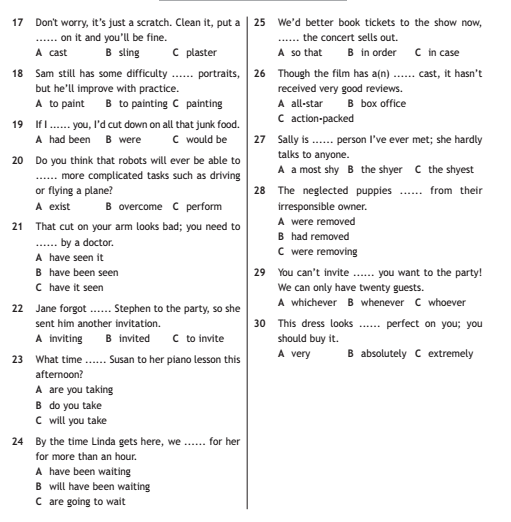 17 Don't worry, it's just a scratch. Clean it, put a
...... on it and you'll be fine.
A cast B sling C plaster
18 Sam still has some difficulty ...... portraits,
but he'll improve with practice.
A to paint B to painting C painting
19 If I ...... you, I'd cut down on all that junk food.
A had been B were C would be
20 Do you think that robots will ever be able to
...... more complicated tasks such as driving
or flying a plane?
A exist B overcome C perform
21 That cut on your arm looks bad; you need to
...... by a doctor.
A have seen it
B have been seen
C have it seen
22 Jane forgot ...... Stephen to the party, so she
sent him another invitation.
A inviting B invited C to invite
23 What time ...... Susan to her piano lesson this
afternoon?
A are you taking
B do you take
C will you take
24 By the time Linda gets here, we ...... for her
for more than an hour.
A have been waiting
B will have been waiting
C are going to wait
25 We'd better book tickets to the show now,
...... the concert sells out.
A so that B in order C in case
26 Though the film has a(n) ...... cast, it hasn't
received very good reviews.
A all-star B box office
C action-packed
27 Sally is ...... person I've ever met; she hardly
talks to anyone.
A a most shy B the shyer C the shyest
28 The neglected puppies ...... from their
irresponsible owner.
A were removed
B had removed
C were removing
29 You can't invite ...... you want to the party!
We can only have twenty guests.
A whichever B whenever C whoever
30 This dress looks ...... perfect on you; you
should buy it.
A very B absolutely C extremely